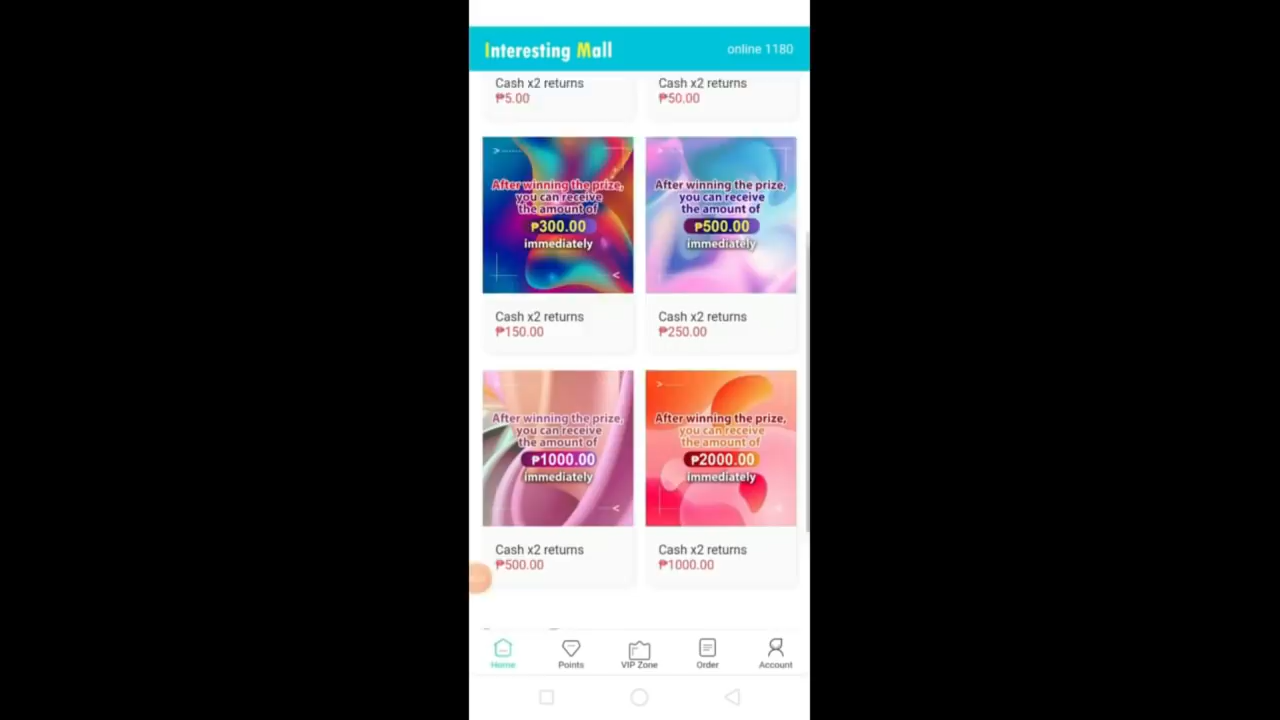 Interesting Mall
online 1180
Cash x2 returns
₱5.00
Cash x2 returns
₱50.00
After winning the prize,
you can receive
the amount of
₱300.00
immediately
Cash x2 returns
₱150.00
After winning the prize,
you can receive
the amount of
₱500.00
immediately
Cash x2 returns
₱250.00
After winning the prize,
you can receive
the amount of
₱1000.00
immediately
Cash x2 returns
₱500.00
After winning the prize,
you can receive
the amount of
₱2000.00
immediately
Cash x2 returns
₱1000.00
Home
Points
VIP Zone
Order
Account